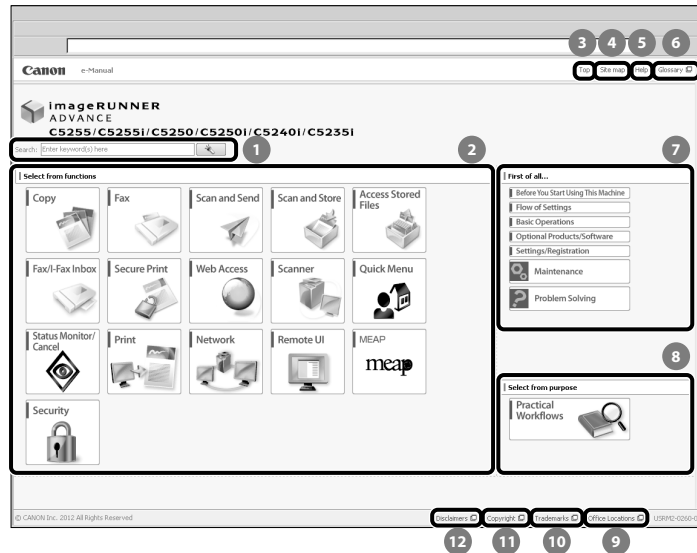 3 4 5 6
Canon e-Manual
Top Site map Help Glossary
imageRUNNER
ADVANCE
C5255/C5255i/C5250/C5250i/C5240i/C5235i
Search: Enter keyword(s) here
1
2
7
Select from functions
Copy
Fax
Scan and Send
Scan and Store
Access Stored
Files
Fax/I-Fax Inbox
Secure Print
Web Access
Scanner
Quick Menu
Status Monitor/
Cancel
Print
Network
Remote UI
MEAP
meap
Security
First of all...
Before You Start Using This Machine
Flow of Settings
Basic Operations
Optional Products/Software
Settings/Registration
Maintenance
Problem Solving
8
Select from purpose
Practical
Workflows
© CANON Inc. 2012 All Rights Reserved
Disclaimers Copyright Trademarks Office Locations USRM2-0260-0
12 11 10 9